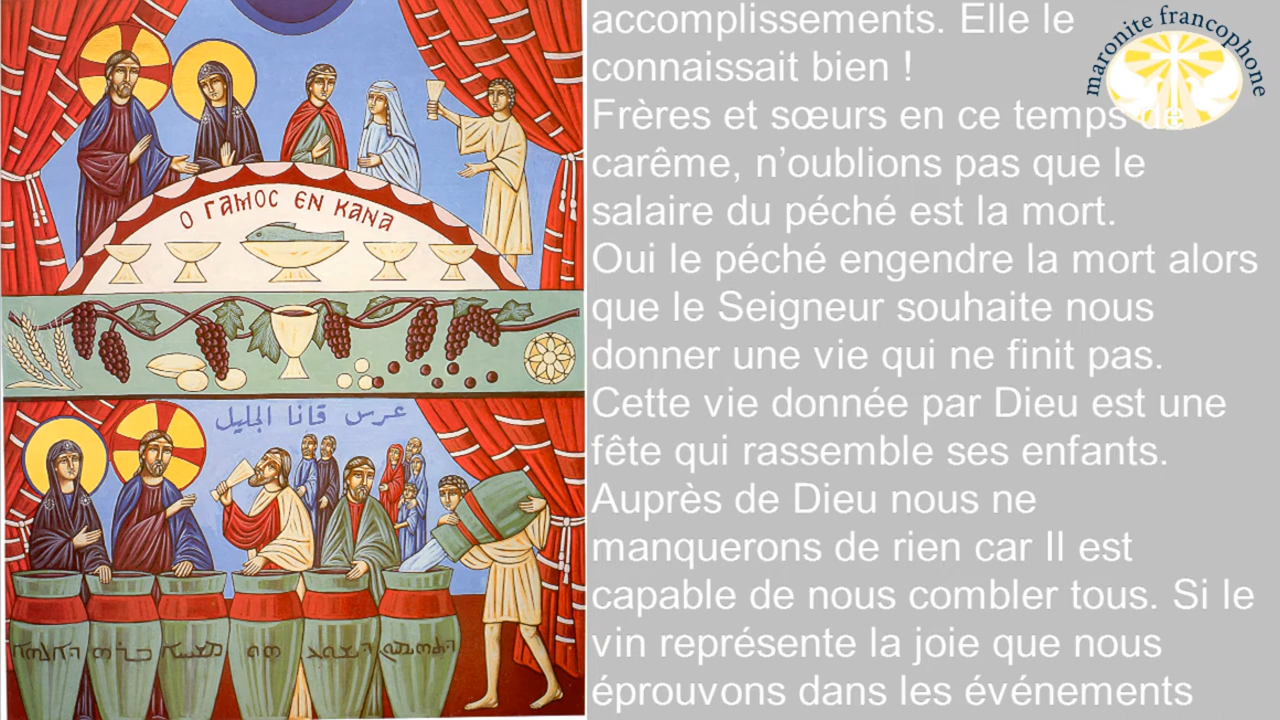 Ο ΓΑΜΟC ΕΝ ΚΑΝΑ
عرس قانا الجليل
accomplissements. Elle le
connaissait bien !
Frères et sœurs en ce temps de
carême, n’oublions pas que le
salaire du péché est la mort.
Oui le péché engendre la mort alors
que le Seigneur souhaite nous
donner une vie qui ne finit pas.
Cette vie donnée par Dieu est une
fête qui rassemble ses enfants.
Auprès de Dieu nous ne
manquerons de rien car Il est
capable de nous combler tous. Si le
vin représente la joie que nous
éprouvons dans les événements
maronite francophone